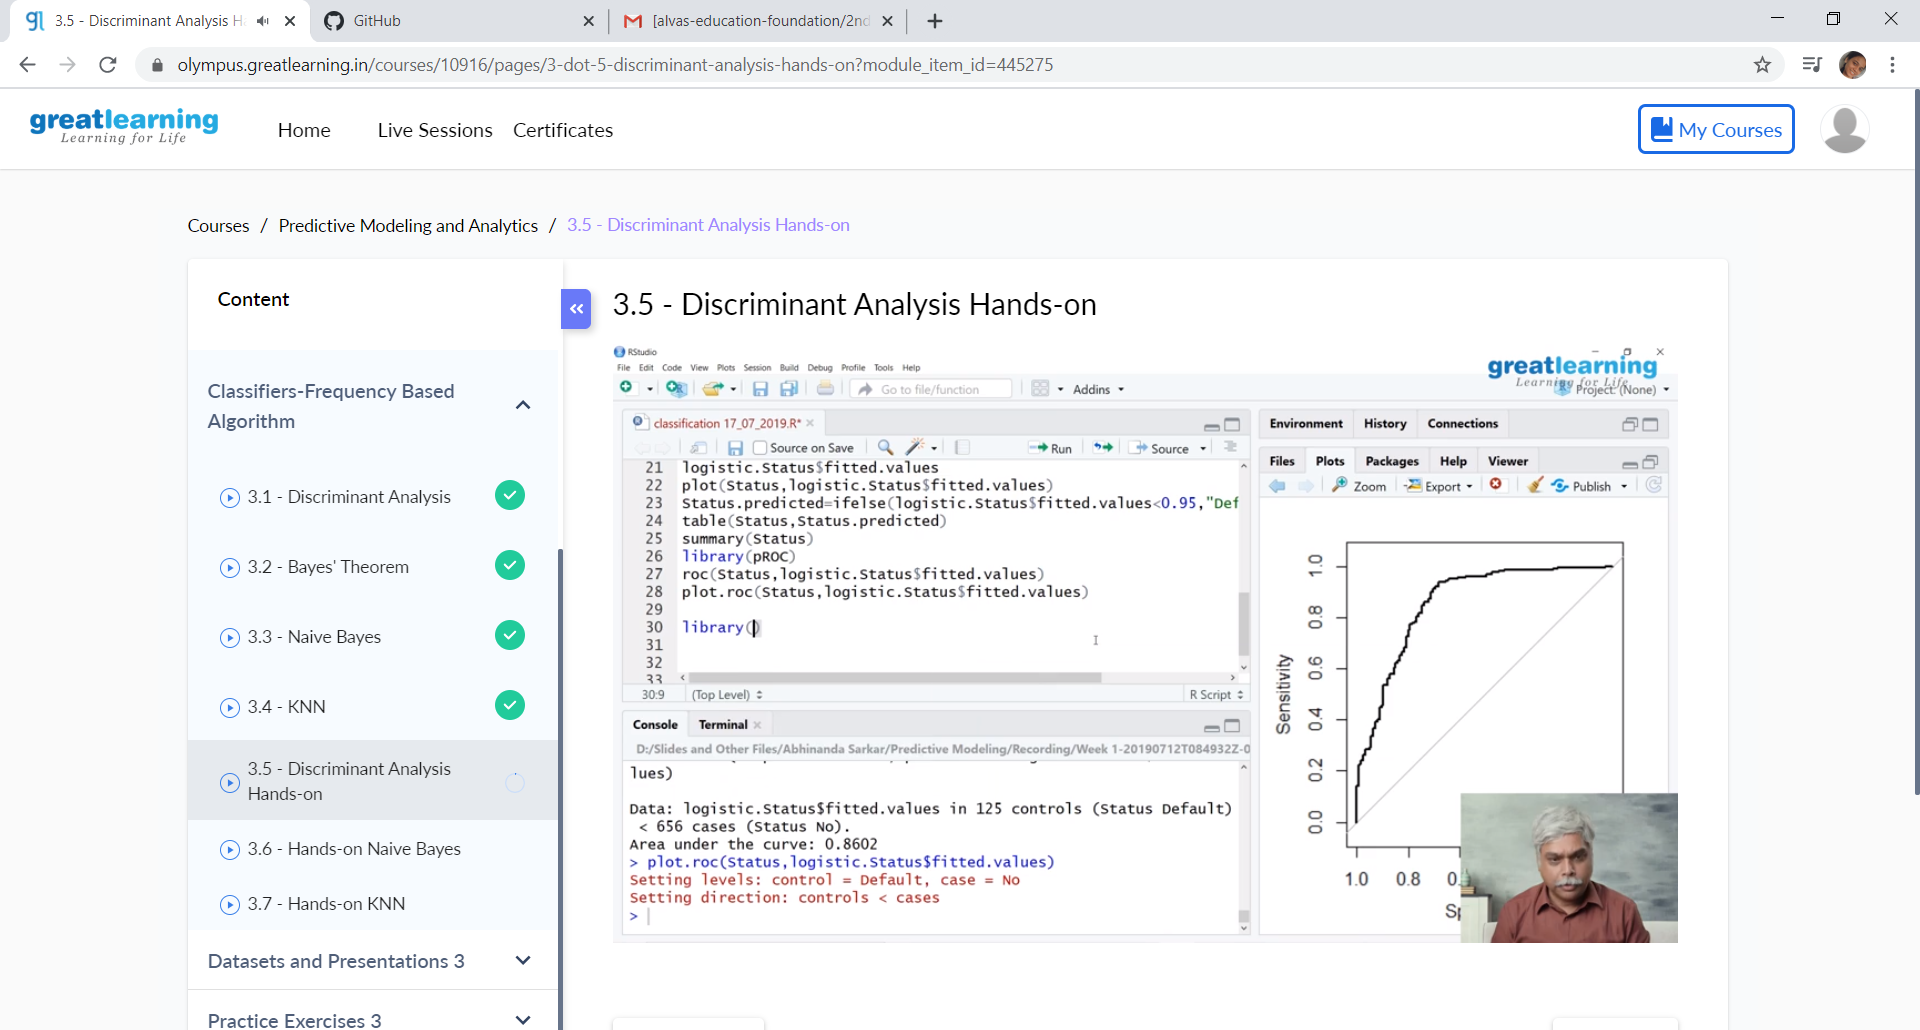 3.5 - Discriminant Analysis H
GitHub
[alvas-education-foundation/2nd
olympus.greatlearning.in/courses/10916/pages/3-dot-5-discriminant-analysis-hands-on?module_item_id=445275
greatlearning
Learning for Life
Home
Live Sessions
Certificates
My Courses
Courses / Predictive Modeling and Analytics / 3.5 - Discriminant Analysis Hands-on
Content
Classifiers-Frequency Based
Algorithm
3.1 - Discriminant Analysis
3.2 - Bayes' Theorem
3.3 - Naive Bayes
3.4 - KNN
3.5 - Discriminant Analysis
Hands-on
3.6 - Hands-on Naive Bayes
3.7 - Hands-on KNN
Datasets and Presentations 3
Practice Exercises 3
«
3.5 - Discriminant Analysis Hands-on
RStudio
File Edit Code View Plots Session Build Debug Profile Tools Help
greatlearning
Learning for Life
Go to file/function
Addins
Project: (None)
classification 17_07_2019.R*
Source on Save
Run
Source
21 logistic.Status$fitted.values
22 plot(Status,logistic.Status$fitted.values)
23 Status.predicted=ifelse(logistic.Status$fitted.values<0.95,"Def
24 table(Status,Status.predicted)
25 summary(Status)
26 library(pROC)
27 roc(Status,logistic.Status$fitted.values)
28 plot.roc(Status,logistic.Status$fitted.values)
29
30 library()
31
32
33
30:9 (Top Level) R Script
Console Terminal
D:/Slides and Other Files/Abhinanda Sarkar/Predictive Modeling/Recording/Week 1-20190712T084932Z-0
lues)
Data: logistic.Status$fitted.values in 125 controls (Status Default)
< 656 cases (Status No).
Area under the curve: 0.8602
> plot.roc(Status,logistic.Status$fitted.values)
Setting levels: control = Default, case = No
Setting direction: controls < cases
>
Environment History Connections
Files Plots Packages Help Viewer
Zoom Export Publish
Sensitivity
1.0
0.8
0.6
0.4
0.2
0.0
1.0 0.8 0.
Sp